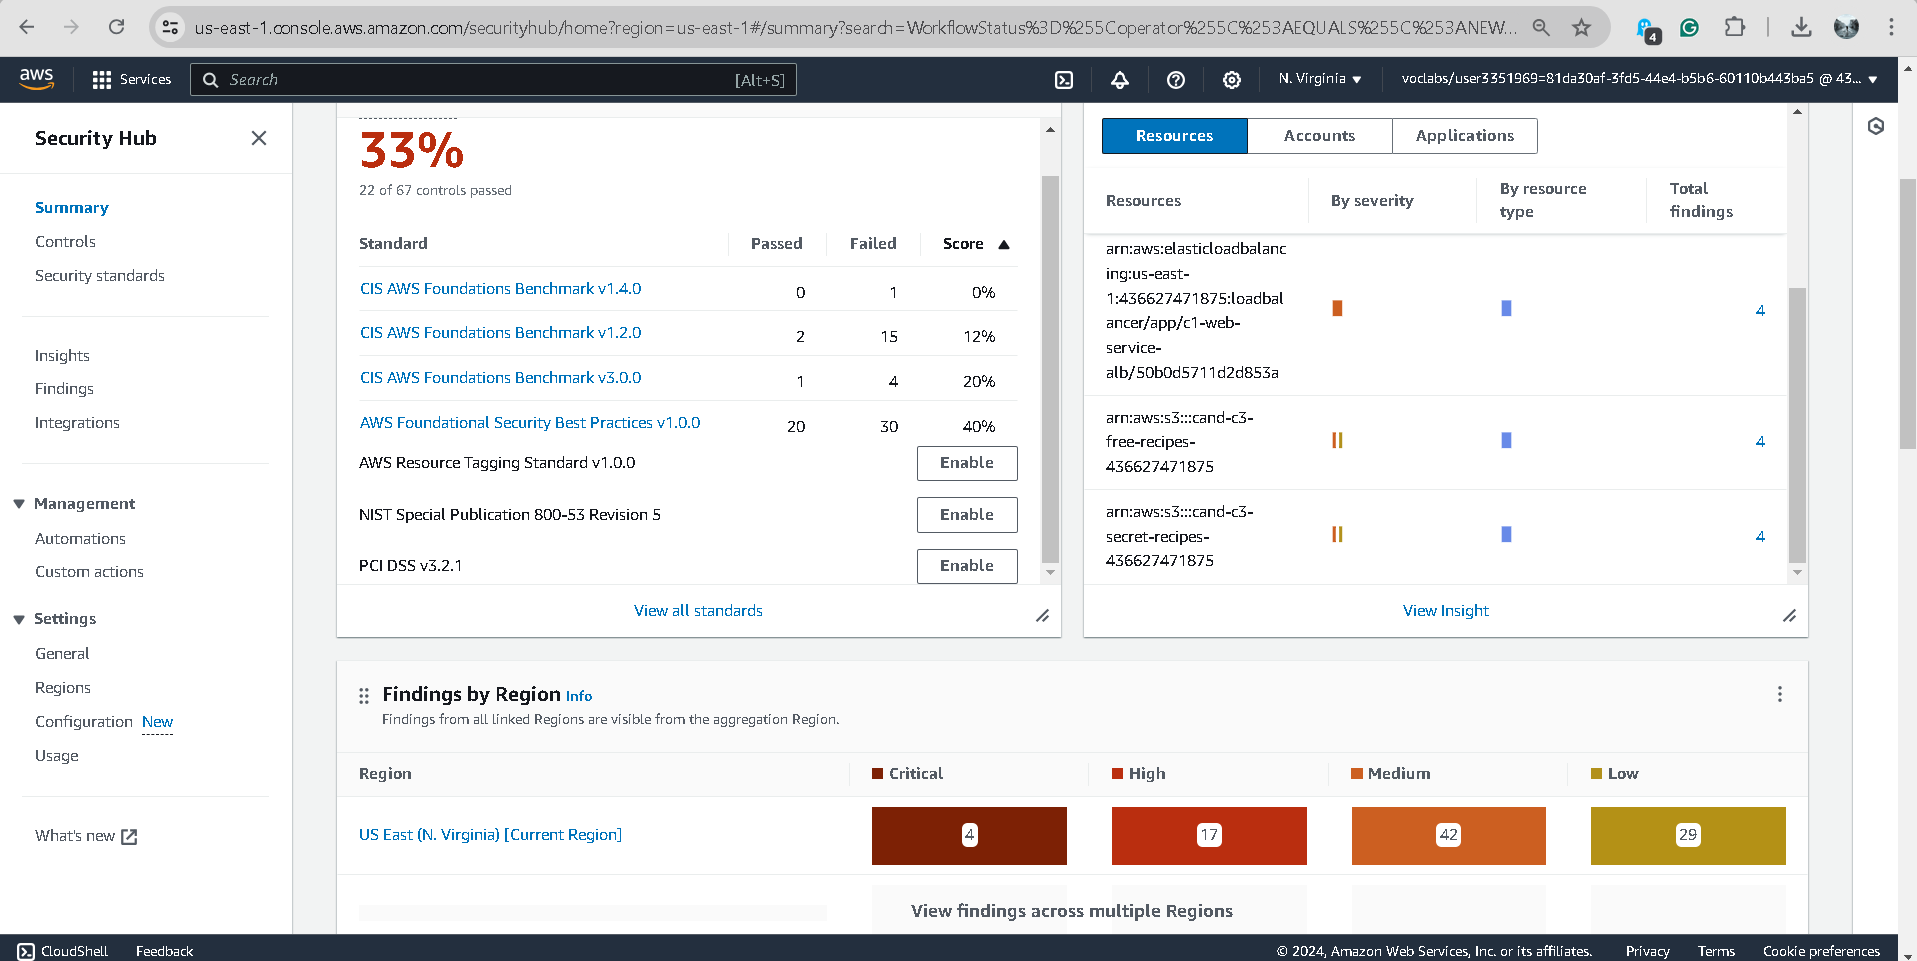 us-east-1.console.aws.amazon.com/securityhub/home?region=us-east-1#/summary?search=WorkflowStatus%3D%255Coperator%255C%253AEQUALS%255C%253ANEW...
4
aws
Services
Search
[Alt+S]
N. Virginia
voclabs/user3351969=81da30af-3fd5-44e4-b5b6-60110b443ba5 @ 43...
Security Hub
Summary
Controls
Security standards
Insights
Findings
Integrations
Management
Automations
Custom actions
Settings
General
Regions
Configuration New
Usage
What's new
33%
22 of 67 controls passed
Standard Passed Failed Score
CIS AWS Foundations Benchmark v1.4.0 0 1 0%
CIS AWS Foundations Benchmark v1.2.0 2 15 12%
CIS AWS Foundations Benchmark v3.0.0 1 4 20%
AWS Foundational Security Best Practices v1.0.0 20 30 40%
AWS Resource Tagging Standard v1.0.0 Enable
NIST Special Publication 800-53 Revision 5 Enable
PCI DSS v3.2.1 Enable
View all standards
Resources Accounts Applications
Resources
By severity
By resource
type
Total
findings
arn:aws:elasticloadbalanc
ing:us-east-
1:436627471875:loadbal
ancer/app/c1-web-
service-
alb/50b0d5711d2d853a
4
arn:aws:s3:::cand-c3-
free-recipes-
436627471875
4
arn:aws:s3:::cand-c3-
secret-recipes-
436627471875
4
View Insight
Findings by Region Info
Findings from all linked Regions are visible from the aggregation Region.
Region Critical High Medium Low
US East (N. Virginia) [Current Region] 4 17 42 29
View findings across multiple Regions
CloudShell Feedback
© 2024, Amazon Web Services, Inc. or its affiliates. Privacy Terms Cookie preferences